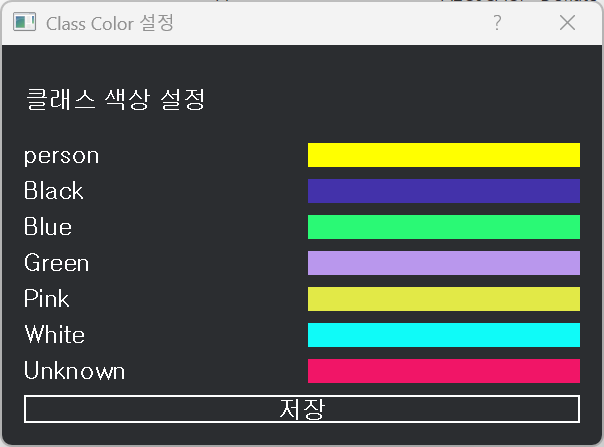 Class Color 설정 ?
클래스 색상 설정
person
Black
Blue
Green
Pink
White
Unknown
저장